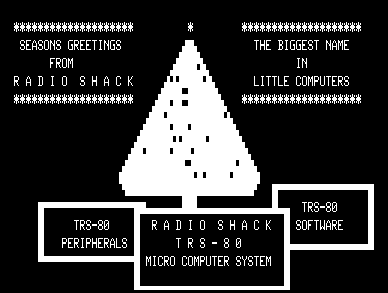 ********************
SEASONS GREETINGS
FROM
R A D I O  S H A C K
********************
*
********************
THE BIGGEST NAME
IN
LITTLE COMPUTERS
********************
TRS-80
PERIPHERALS
R A D I O  S H A C K
T R S - 8 0
MICRO COMPUTER SYSTEM
TRS-80
SOFTWARE